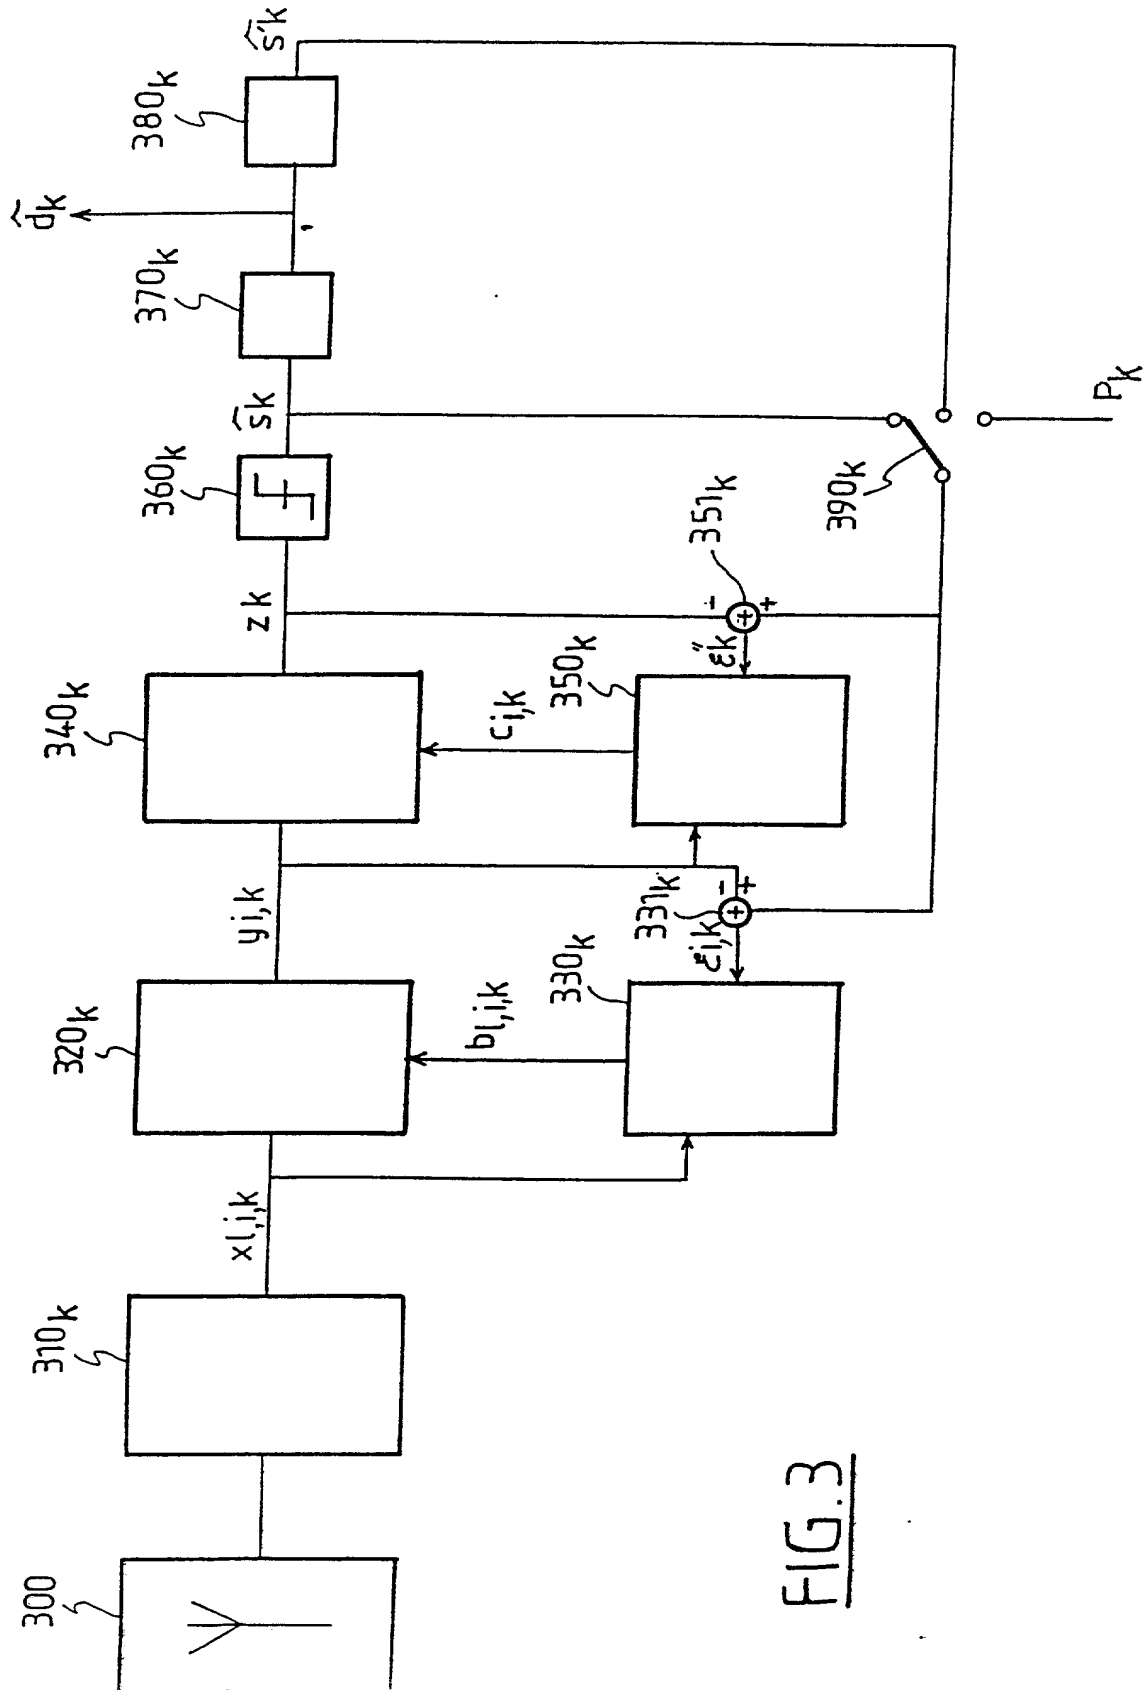 300
310k
xl,i,k
320k
yi,k
340k
zk
360k
ŝk
370k
d̂k
380k
ŝ'k
bl,i,k
330k
εi,k
331k
- +
ci,k
350k
ε"k
351k
- +
390k
Pk
FIG.3